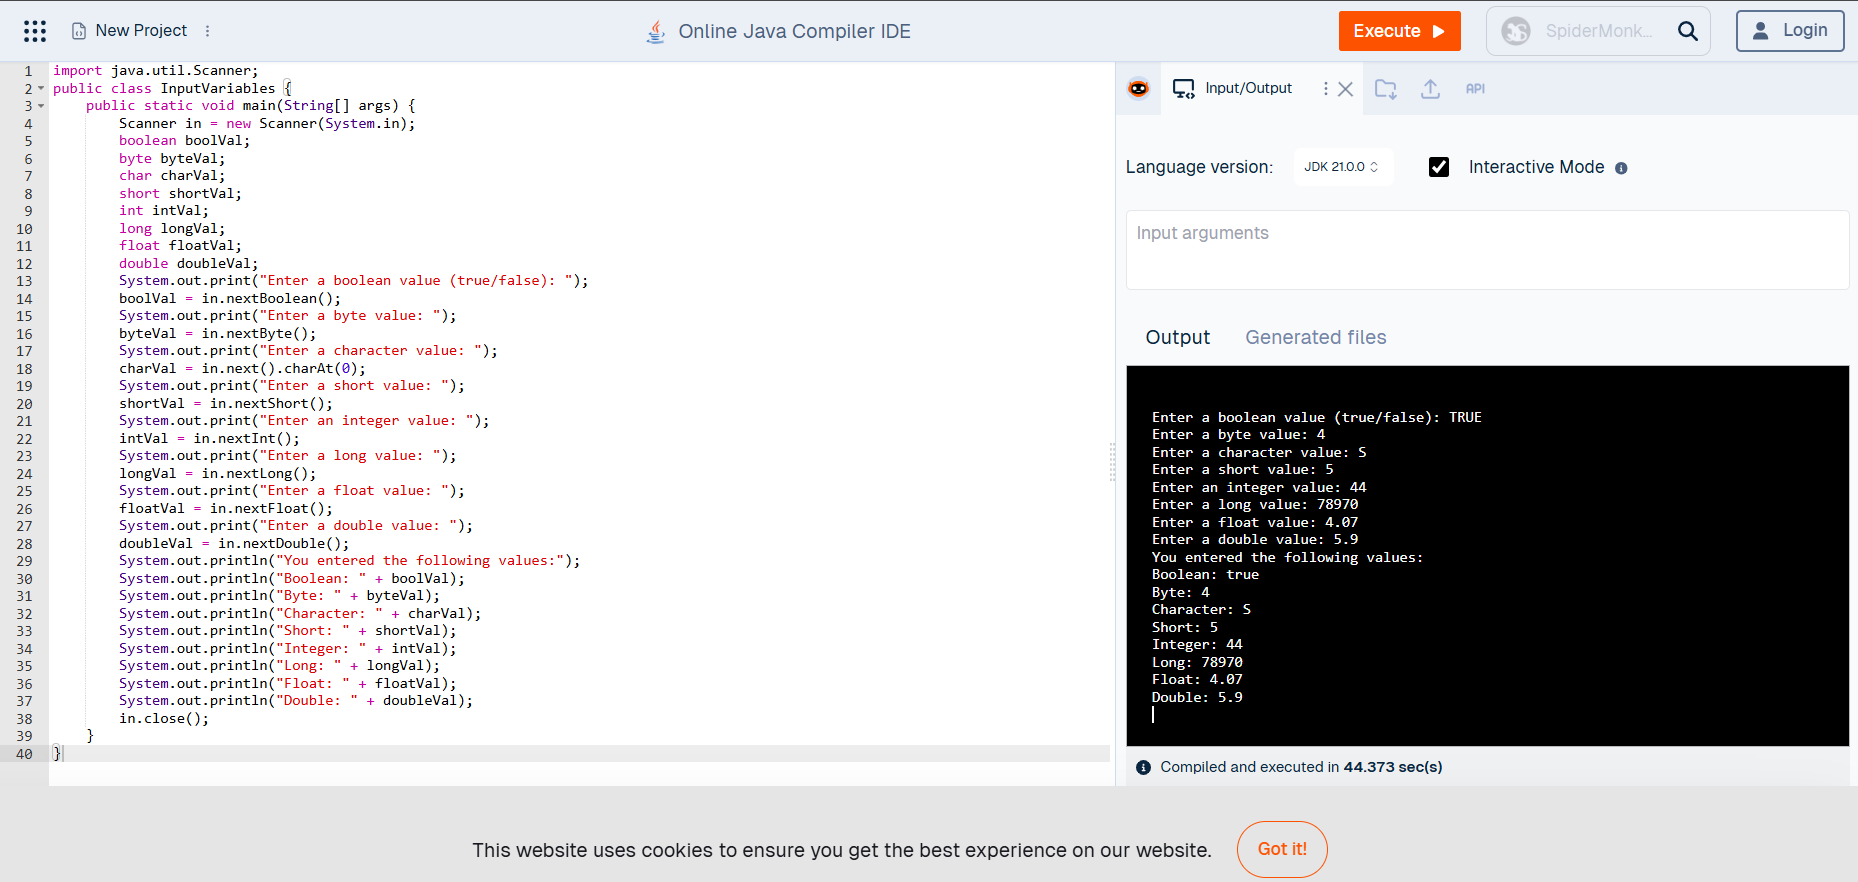 New Project
Online Java Compiler IDE
Execute
SpiderMonk...
Login
1 import java.util.Scanner;
2 public class InputVariables {
3 public static void main(String[] args) {
4 Scanner in = new Scanner(System.in);
5 boolean boolVal;
6 byte byteVal;
7 char charVal;
8 short shortVal;
9 int intVal;
10 long longVal;
11 float floatVal;
12 double doubleVal;
13 System.out.print("Enter a boolean value (true/false): ");
14 boolVal = in.nextBoolean();
15 System.out.print("Enter a byte value: ");
16 byteVal = in.nextByte();
17 System.out.print("Enter a character value: ");
18 charVal = in.next().charAt(0);
19 System.out.print("Enter a short value: ");
20 shortVal = in.nextShort();
21 System.out.print("Enter an integer value: ");
22 intVal = in.nextInt();
23 System.out.print("Enter a long value: ");
24 longVal = in.nextLong();
25 System.out.print("Enter a float value: ");
26 floatVal = in.nextFloat();
27 System.out.print("Enter a double value: ");
28 doubleVal = in.nextDouble();
29 System.out.println("You entered the following values:");
30 System.out.println("Boolean: " + boolVal);
31 System.out.println("Byte: " + byteVal);
32 System.out.println("Character: " + charVal);
33 System.out.println("Short: " + shortVal);
34 System.out.println("Integer: " + intVal);
35 System.out.println("Long: " + longVal);
36 System.out.println("Float: " + floatVal);
37 System.out.println("Double: " + doubleVal);
38 in.close();
39 }
40 }
Input/Output
API
Language version:
JDK 21.0.0
Interactive Mode
Input arguments
Output
Generated files
Enter a boolean value (true/false): TRUE
Enter a byte value: 4
Enter a character value: S
Enter a short value: 5
Enter an integer value: 44
Enter a long value: 78970
Enter a float value: 4.07
Enter a double value: 5.9
You entered the following values:
Boolean: true
Byte: 4
Character: S
Short: 5
Integer: 44
Long: 78970
Float: 4.07
Double: 5.9
Compiled and executed in 44.373 sec(s)
This website uses cookies to ensure you get the best experience on our website.
Got it!